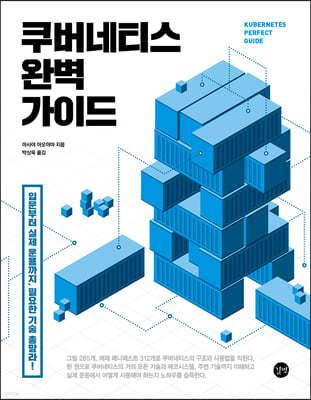 쿠버네티스
완벽
가이드
KUBERNETES
PERFECT
GUIDE
마사야 아오야마 지음
박상욱 옮김
입문부터 실제 운용까지, 필요한 기술 총망라!
그림 265개, 예제 매니페스트 312개로 쿠버네티스의 구조와 사용법을 익힌다.
한 권으로 쿠버네티스의 거의 모든 기술과 에코시스템, 주변 기술까지 이해하고
실제 운용에서 어떻게 사용해야 하는지 노하우를 습득한다.
길벗